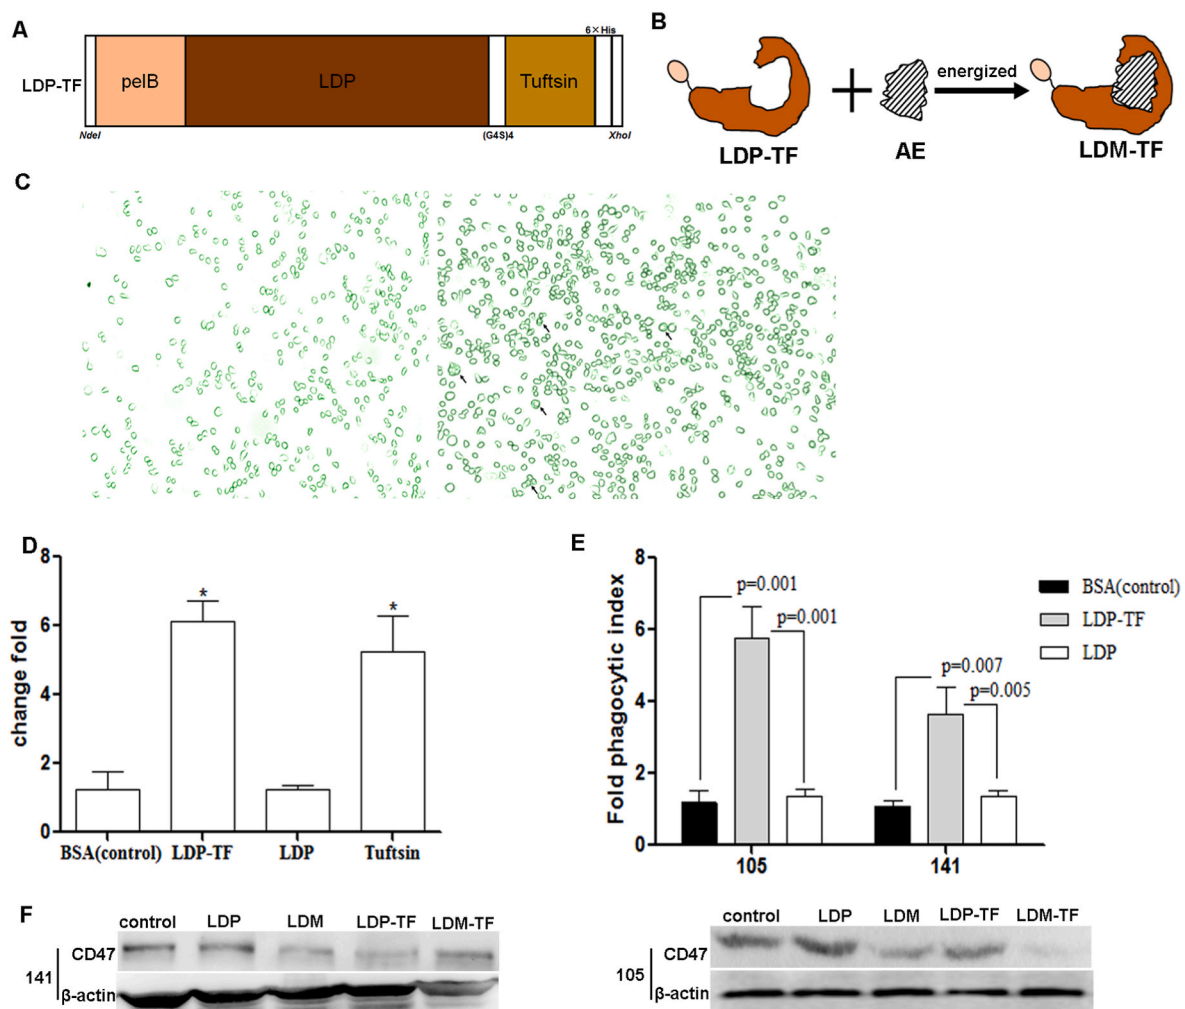 A
6×His
LDP-TF
pelB
LDP
Tuftsin
NdeI
(G4S)4
XhoI
B
energized
LDP-TF
AE
LDM-TF
C
D
change fold
8
6
4
2
0
*
*
BSA(control) LDP-TF LDP Tuftsin
E
Fold phagocytic index
8
6
4
2
0
p=0.001
p=0.001
p=0.007
p=0.005
105 141
BSA(control)
LDP-TF
LDP
F
control LDP LDM LDP-TF LDM-TF
141
CD47
β-actin
control LDP LDM LDP-TF LDM-TF
105
CD47
β-actin